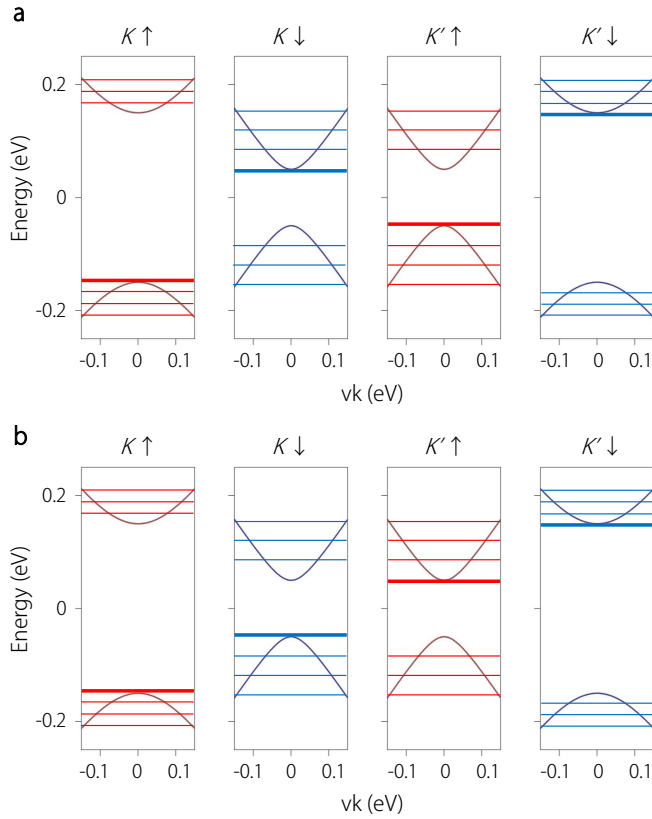 a
K ↑ K ↓ K′ ↑ K′ ↓
0.2
0
-0.2
Energy (eV)
-0.1 0 0.1 -0.1 0 0.1 -0.1 0 0.1 -0.1 0 0.1
vk (eV)
b
K ↑ K ↓ K′ ↑ K′ ↓
0.2
0
-0.2
Energy (eV)
-0.1 0 0.1 -0.1 0 0.1 -0.1 0 0.1 -0.1 0 0.1
vk (eV)